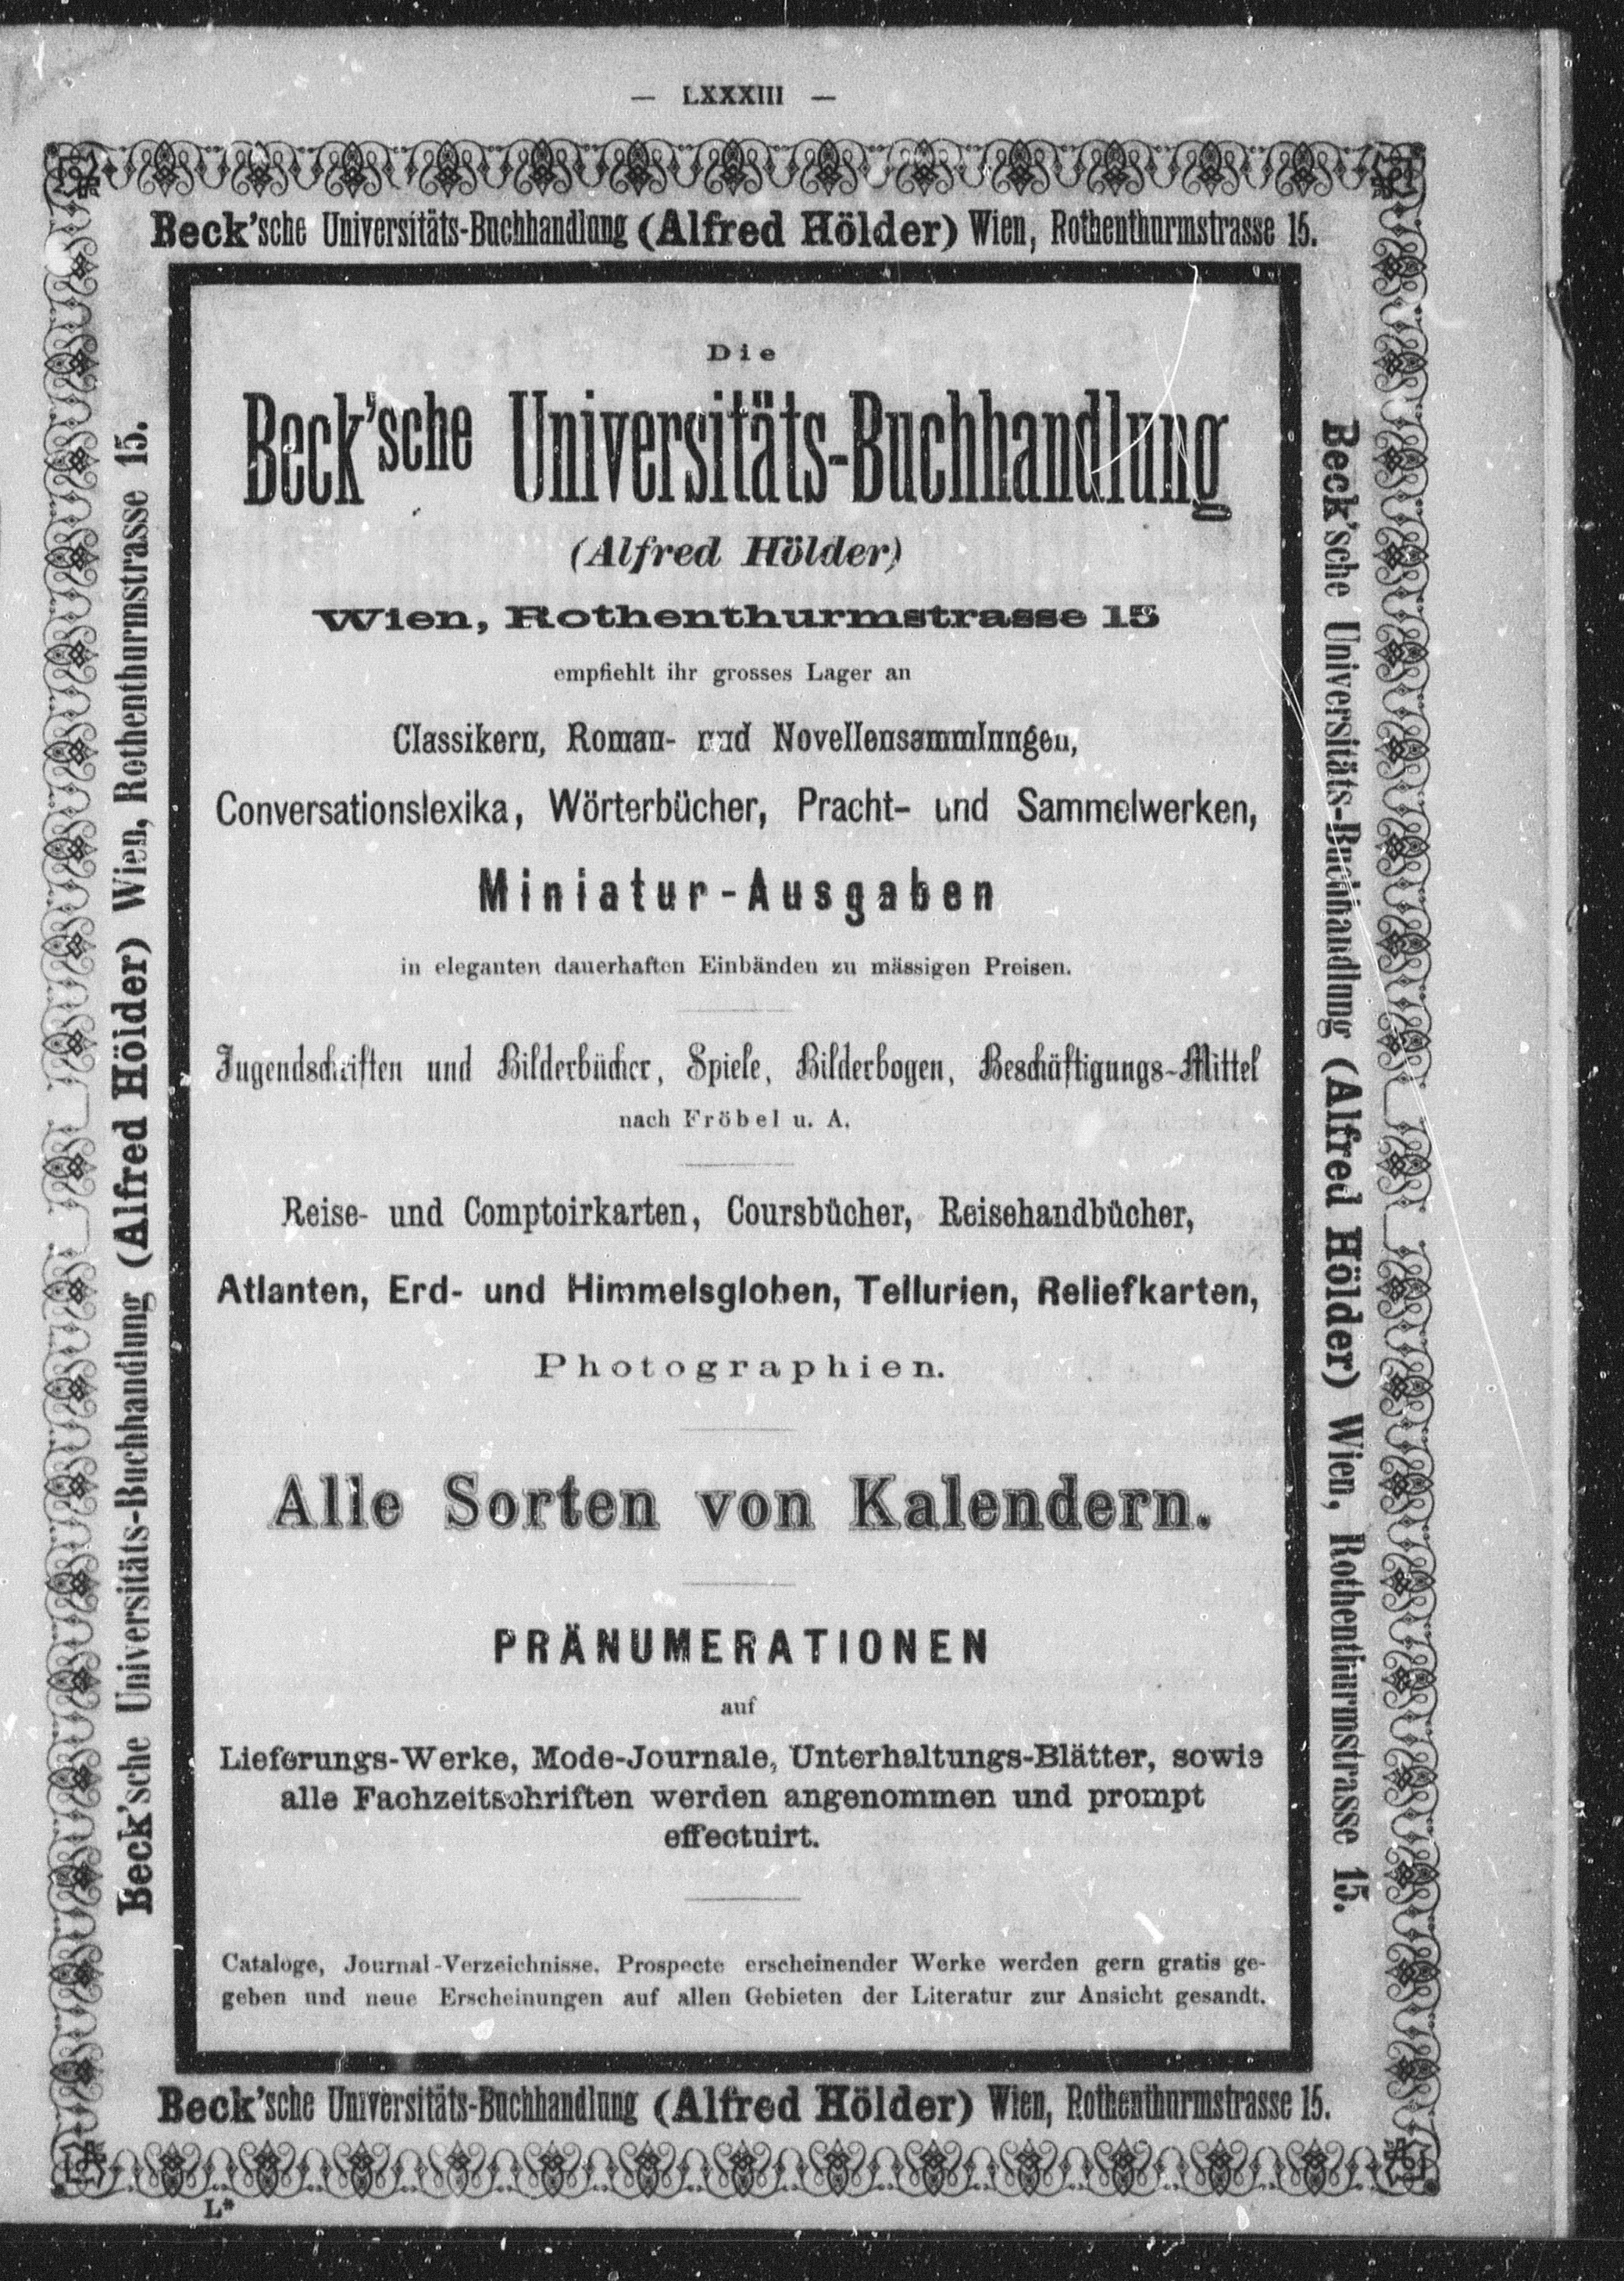 — LXXXIII —
Beck'sche Universitäts-Buchhandlung (Alfred Hölder) Wien, Rothenthurmstrasse 15.
Beck'sche Universitäts-Buchhandlung (Alfred Hölder) Wien, Rothenthurmstrasse 15.
Die
Beck'sche Universitäts-Buchhandlung
(Alfred Hölder)
Wien, Rothenthurmstrasse 15
empfiehlt ihr grosses Lager an
Classikern, Roman- und Novellensammlungen,
Conversationslexika, Wörterbücher, Pracht- und Sammelwerken,
Miniatur-Ausgaben
in eleganten dauerhaften Einbänden zu mässigen Preisen.
Jugendschriften und Bilderbücher, Spiele, Bilderbogen, Beschäftigungs-Mittel
nach Fröbel u. A.
Reise- und Comptoirkarten, Coursbücher, Reisehandbücher,
Atlanten, Erd- und Himmelsgloben, Tellurien, Reliefkarten,
Photographien.
Alle Sorten von Kalendern.
PRÄNUMERATIONEN
auf
Lieferungs-Werke, Mode-Journale, Unterhaltungs-Blätter, sowie
alle Fachzeitschriften werden angenommen und prompt
effectuirt.
Cataloge, Journal-Verzeichnisse, Prospecte erscheinender Werke werden gern gratis ge-
geben und neue Erscheinungen auf allen Gebieten der Literatur zur Ansicht gesandt.
Beck'sche Universitäts-Buchhandlung (Alfred Hölder) Wien, Rothenthurmstrasse 15.
Beck'sche Universitäts-Buchhandlung (Alfred Hölder) Wien, Rothenthurmstrasse 15.
L*